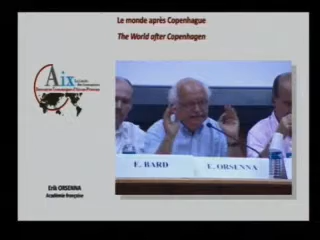 Le monde après Copenhague
The World after Copenhagen
Aix
E. BARD
E. ORSENNA
Erik ORSENNA
Académie française